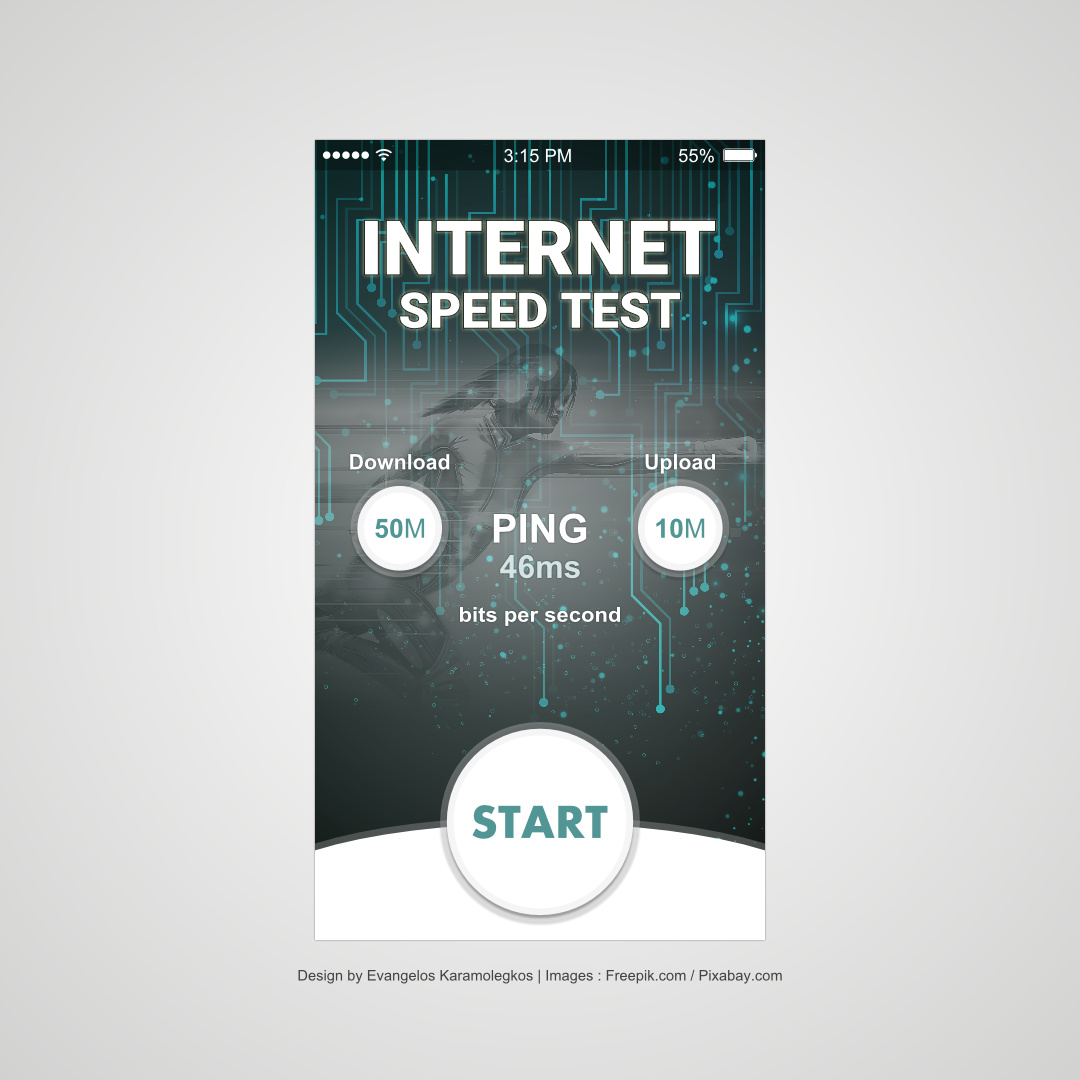 3:15 PM 55%
INTERNET
SPEED TEST
Download Upload
50M PING 10M
46ms
bits per second
START
Design by Evangelos Karamolegkos | Images : Freepik.com / Pixabay.com